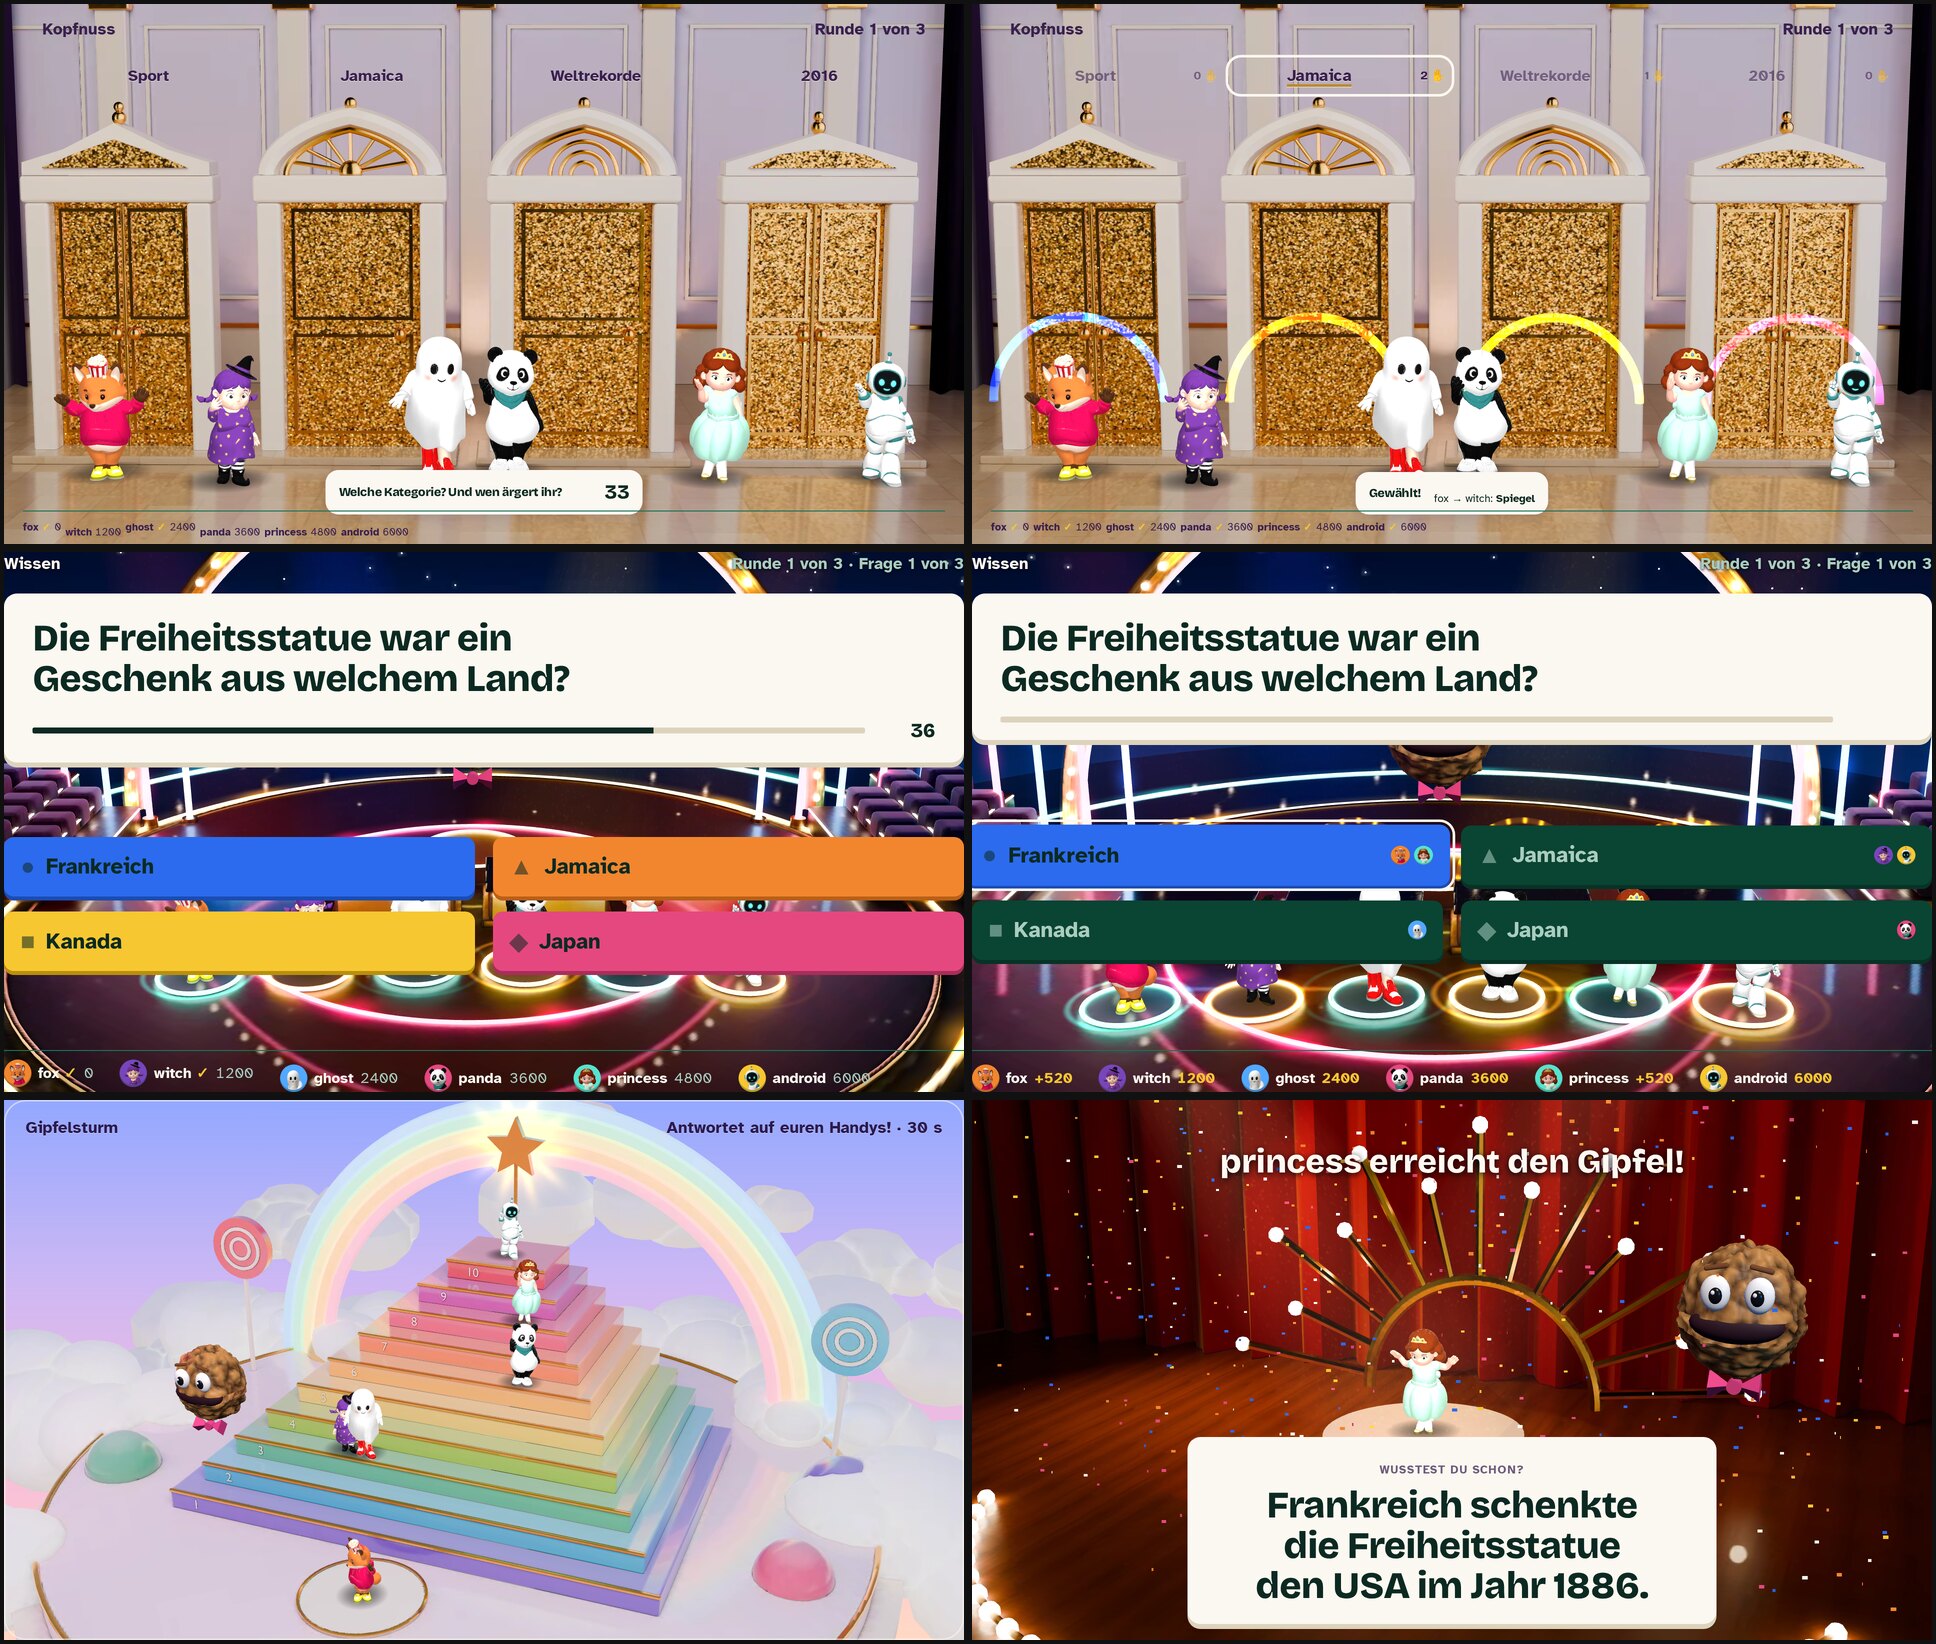 Kopfnuss
Runde 1 von 3
Sport
Jamaica
Weltrekorde
2016
Welche Kategorie? Und wen ärgert ihr?
33
fox ✓ 0 witch 1200 ghost ✓ 2400 panda 3600 princess 4800 android 6000
Kopfnuss
Runde 1 von 3
Sport 0
Jamaica 2
Weltrekorde 1
2016 0
Gewählt! fox → witch: Spiegel
fox ✓ 0 witch ✓ 1200 ghost ✓ 2400 panda ✓ 3600 princess ✓ 4800 android ✓ 6000
Wissen
Runde 1 von 3 · Frage 1 von 3
Die Freiheitsstatue war ein
Geschenk aus welchem Land?
36
Frankreich
Jamaica
Kanada
Japan
fox ✓ 0 witch ✓ 1200 ghost 2400 panda 3600 princess 4800 android 6000
Wissen
Runde 1 von 3 · Frage 1 von 3
Die Freiheitsstatue war ein
Geschenk aus welchem Land?
Frankreich
Jamaica
Kanada
Japan
fox +520 witch 1200 ghost 2400 panda 3600 princess +520 android 6000
Gipfelsturm
Antwortet auf euren Handys! · 30 s
10
9
8
7
6
5
4
3
2
1
princess erreicht den Gipfel!
WUSSTEST DU SCHON?
Frankreich schenkte
die Freiheitsstatue
den USA im Jahr 1886.